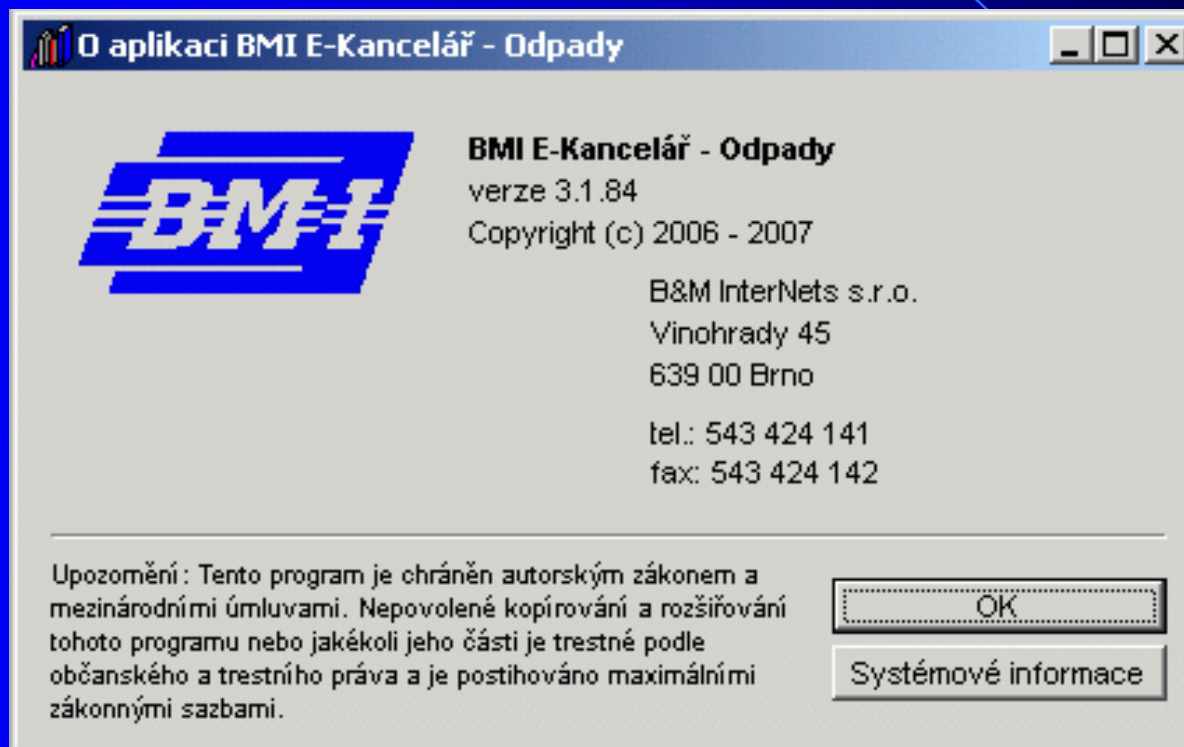 O aplikaci BMI E-Kancelář - Odpady
BMI
BMI E-Kancelář - Odpady
verze 3.1.84
Copyright (c) 2006 - 2007
B&M InterNets s.r.o.
Vinohrady 45
639 00 Brno
tel.: 543 424 141
fax: 543 424 142
Upozornění: Tento program je chráněn autorským zákonem a
mezinárodními úmluvami. Nepovolené kopírování a rozšiřování
tohoto programu nebo jakékoli jeho části je trestné podle
občanského a trestního práva a je postihováno maximálními
zákonnými sazbami.
OK
Systémové informace